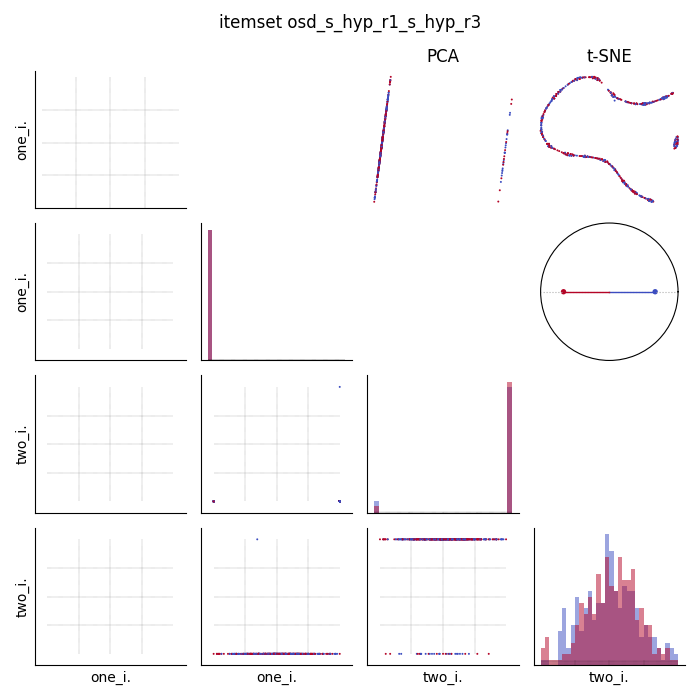 itemset osd_s_hyp_r1_s_hyp_r3
PCA
t-SNE
one_i.
one_i.
two_i.
two_i.
one_i.
one_i.
two_i.
two_i.